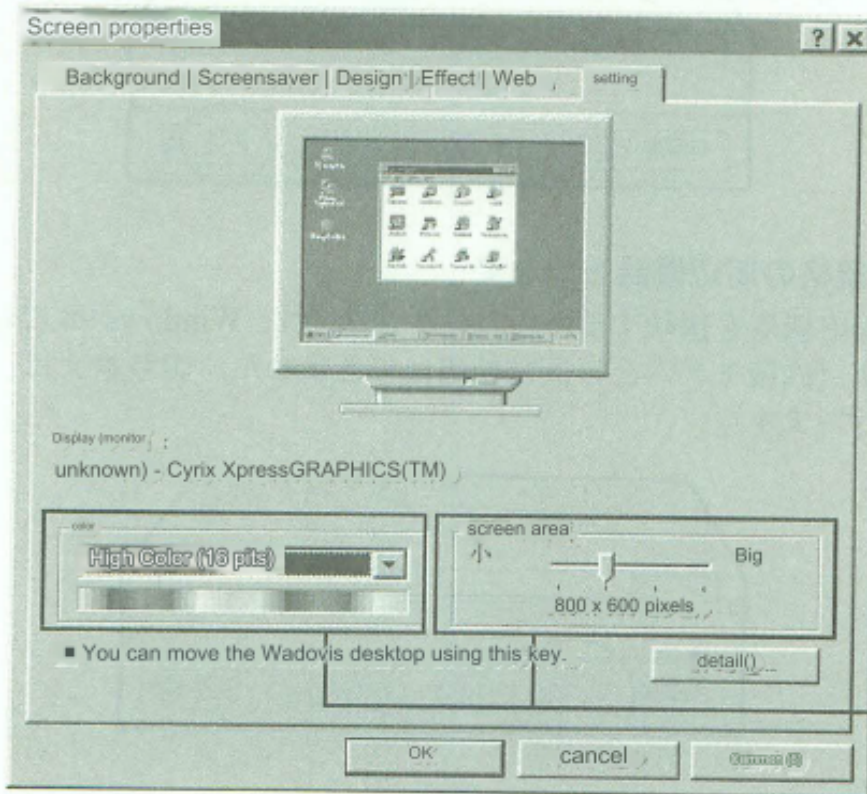 Screen properties
Background | Screensaver | Design | Effect | Web
setting
Display (monitor :
unknown) - Cyrix XpressGRAPHICS(TM)
color
High Color (16 pits)
screen area
小
Big
800 x 600 pixels
■ You can move the Wadovis desktop using this key.
detail()
OK
cancel